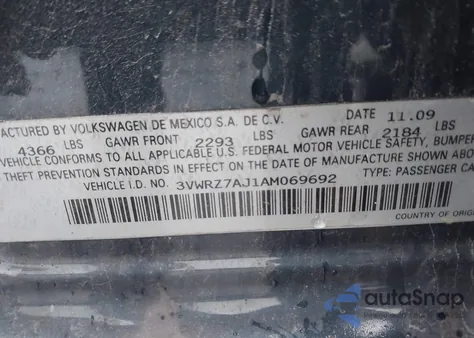 ACTURED BY VOLKSWAGEN DE MEXICO S.A. DE C.V. DATE 11.09
4366 LBS GAWR FRONT 2293 LBS GAWR REAR 2184 LBS
VEHICLE CONFORMS TO ALL APPLICABLE U.S. FEDERAL MOTOR VEHICLE SAFETY, BUMPER
THEFT PREVENTION STANDARDS IN EFFECT ON THE DATE OF MANUFACTURE SHOWN ABO
VEHICLE I.D. NO. 3VWRZ7AJ1AM069692 TYPE: PASSENGER CA
COUNTRY OF ORIG
autoSnap